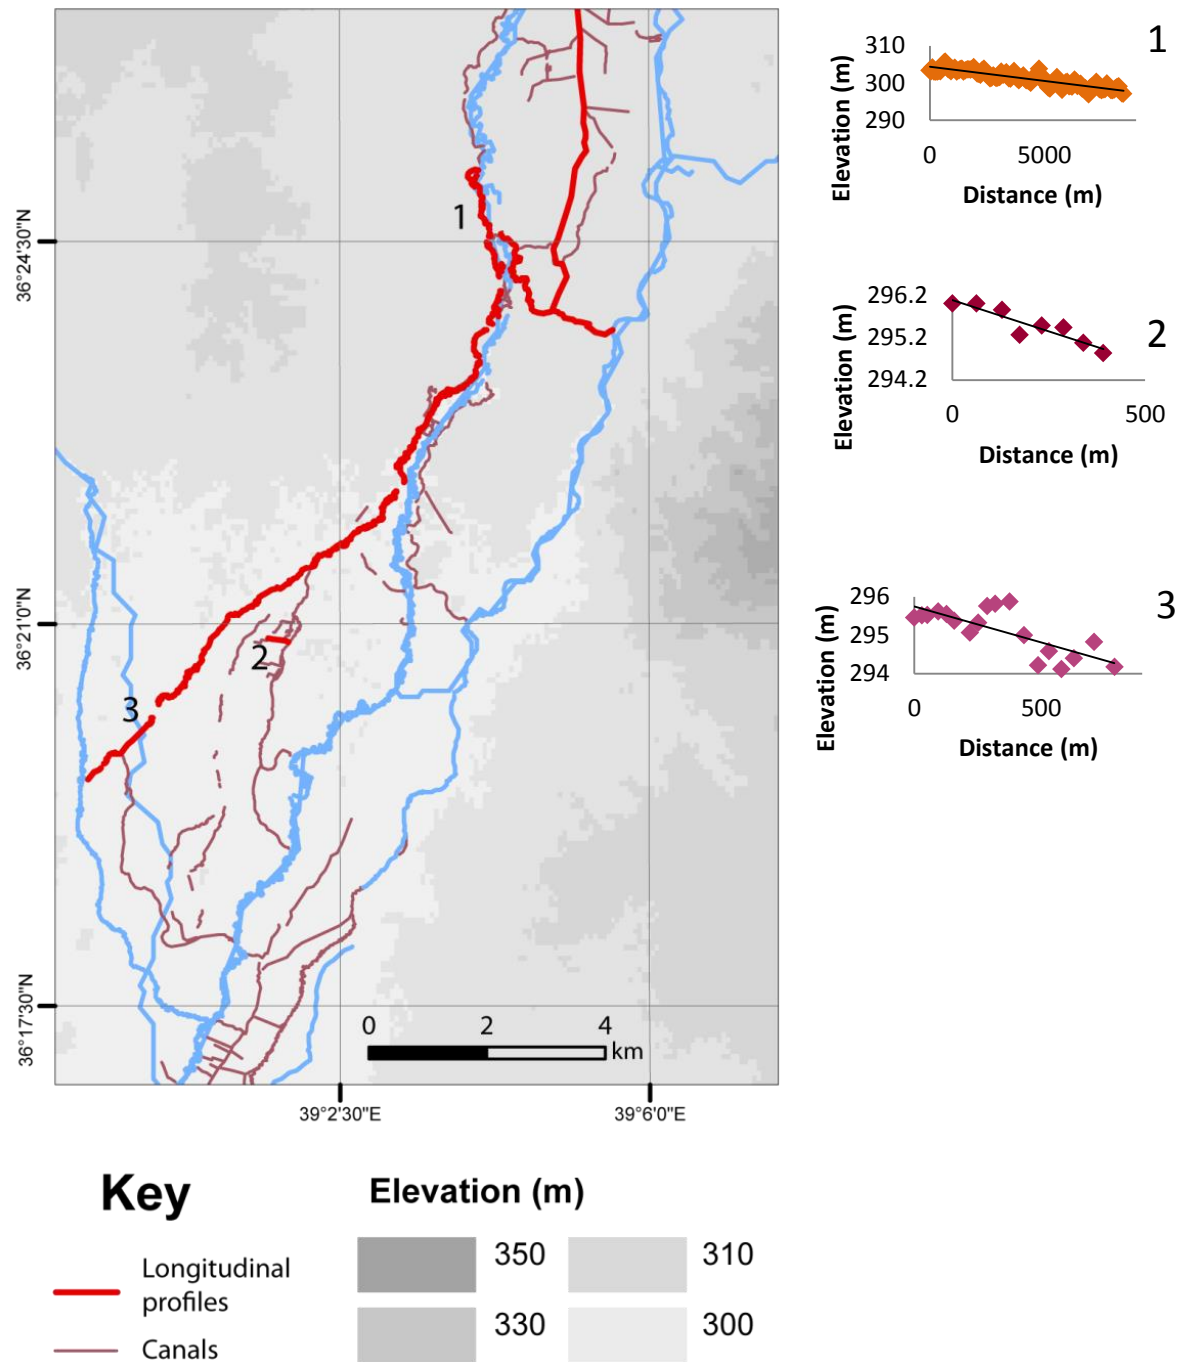 36°24'30"N
36°21'0"N
36°17'30"N
1
2
3
0 2 4
km
39°2'30"E 39°6'0"E
310
300
290
Elevation (m)
0 5000
Distance (m)
1
296.2
295.2
294.2
Elevation (m)
0 500
Distance (m)
2
296
295
294
Elevation (m)
0 500
Distance (m)
3
Key
Longitudinal
profiles
Canals
Elevation (m)
350 310
330 300